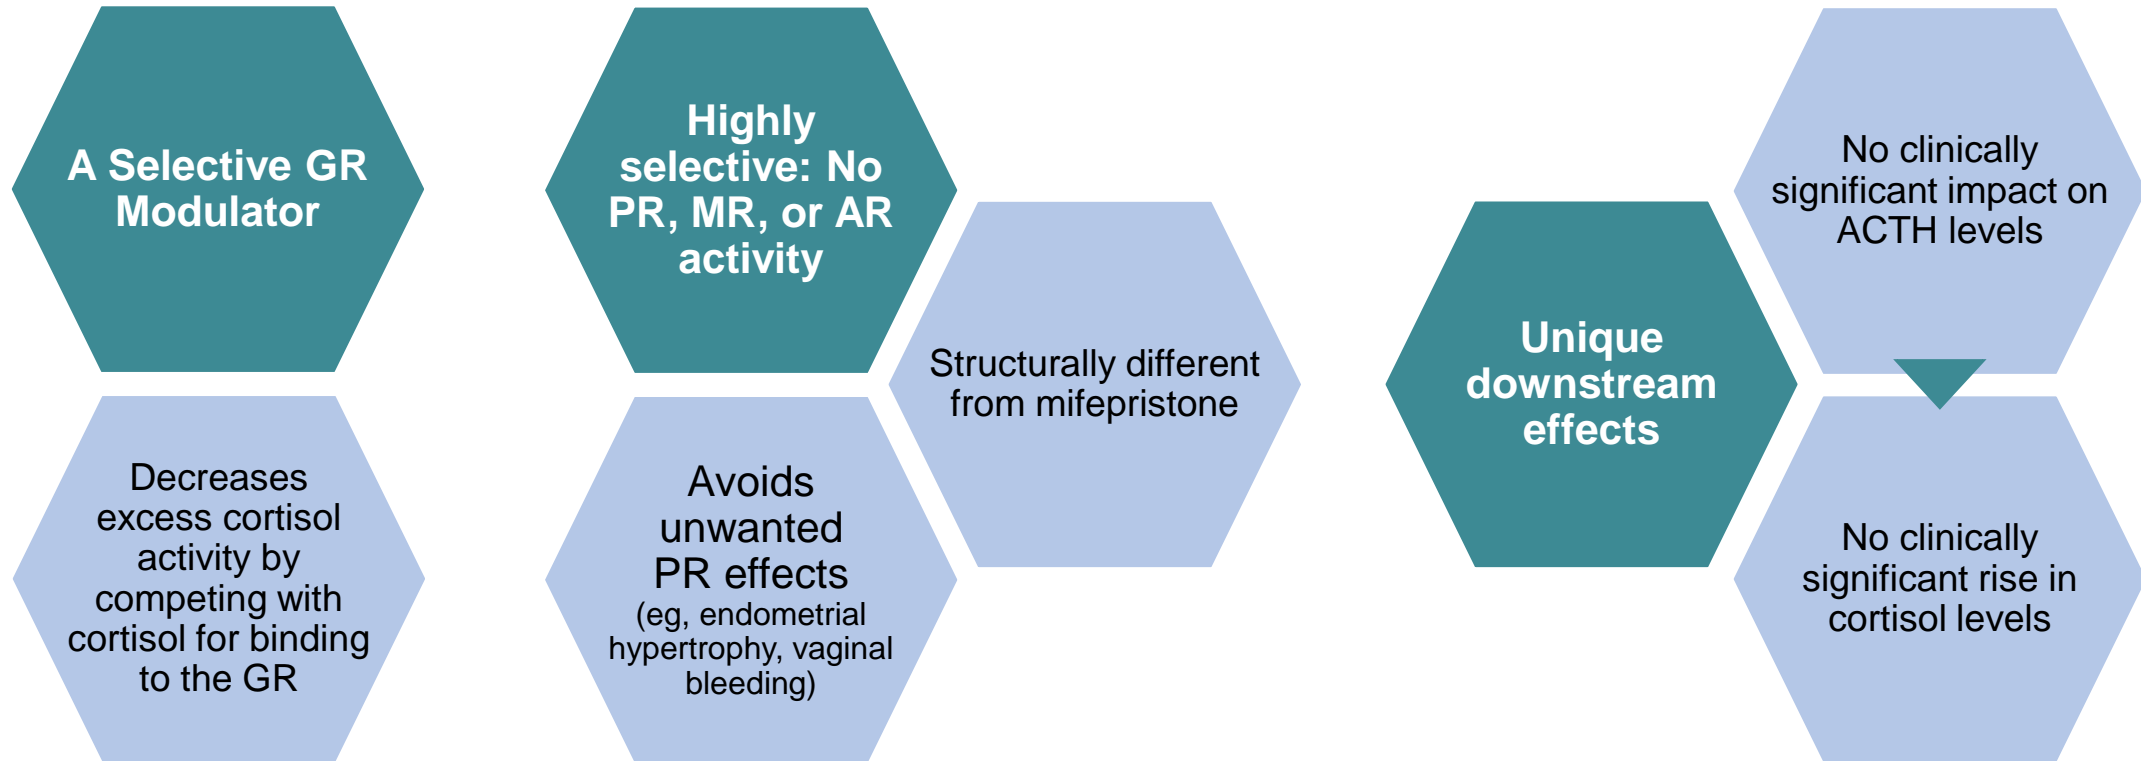 A Selective GR
Modulator
Decreases
excess cortisol
activity by
competing with
cortisol for binding
to the GR
Highly
selective: No
PR, MR, or AR
activity
Structurally different
from mifepristone
Avoids
unwanted
PR effects
(eg, endometrial
hypertrophy, vaginal
bleeding)
Unique
downstream
effects
No clinically
significant impact on
ACTH levels
No clinically
significant rise in
cortisol levels